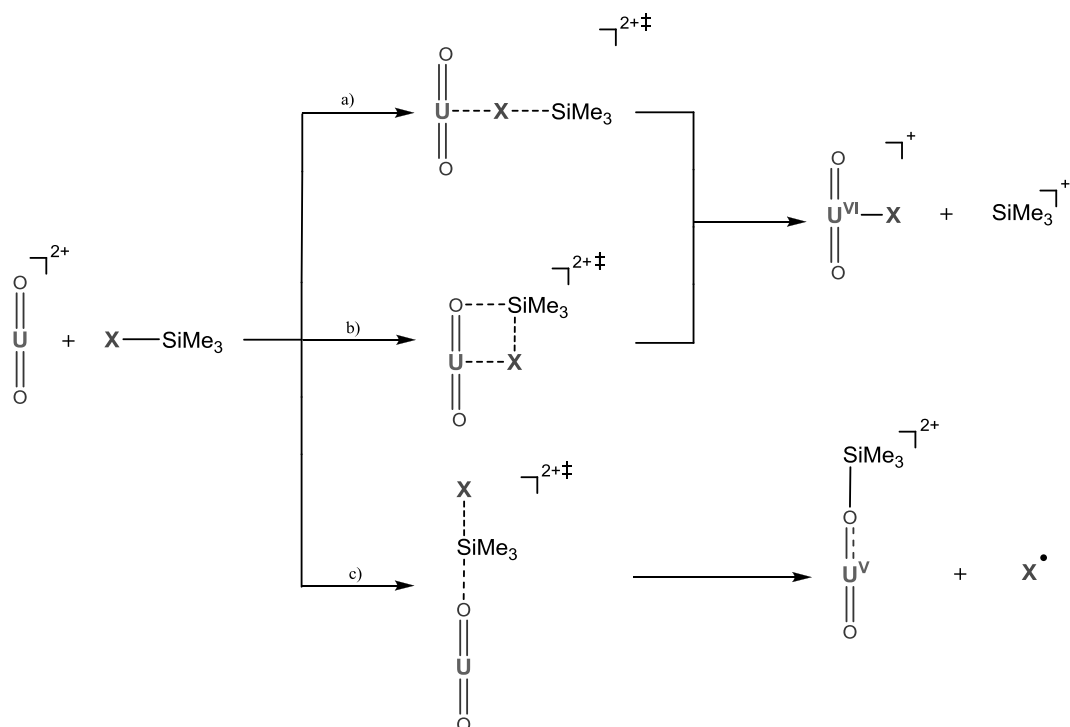 O
U
O
]2+
+
X—SiMe3
a)
O
U
O
X
SiMe3
]2+‡
b)
O
U
O
SiMe3
X
]2+‡
c)
X
SiMe3
O
U
O
]2+‡
O
UVI—X
O
]+
+
SiMe3
]+
SiMe3
]2+
O
UV
O
+
X•